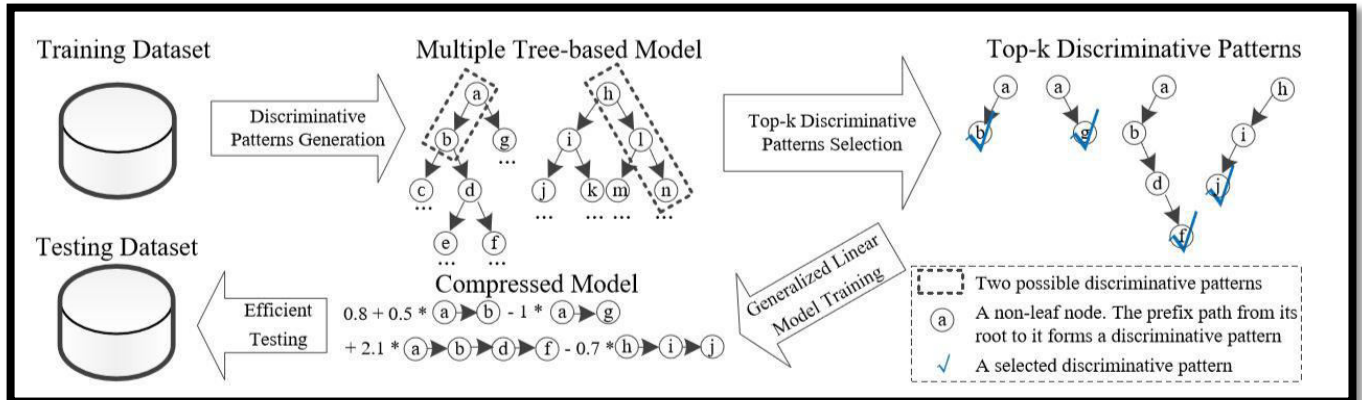 Training Dataset
Discriminative
Patterns Generation
Multiple Tree-based Model
a
b
g
...
c
...
d
e
...
f
...
h
i
l
j
...
k
...
m
...
n
...
Top-k Discriminative
Patterns Selection
Top-k Discriminative Patterns
a
b
a
g
a
b
d
f
h
i
j
Generalized Linear
Model Training
Two possible discriminative patterns
a A non-leaf node. The prefix path from its
root to it forms a discriminative pattern
√ A selected discriminative pattern
Compressed Model
0.8 + 0.5 * a b - 1 * a g
+ 2.1 * a b d f - 0.7 * h i j
Efficient
Testing
Testing Dataset